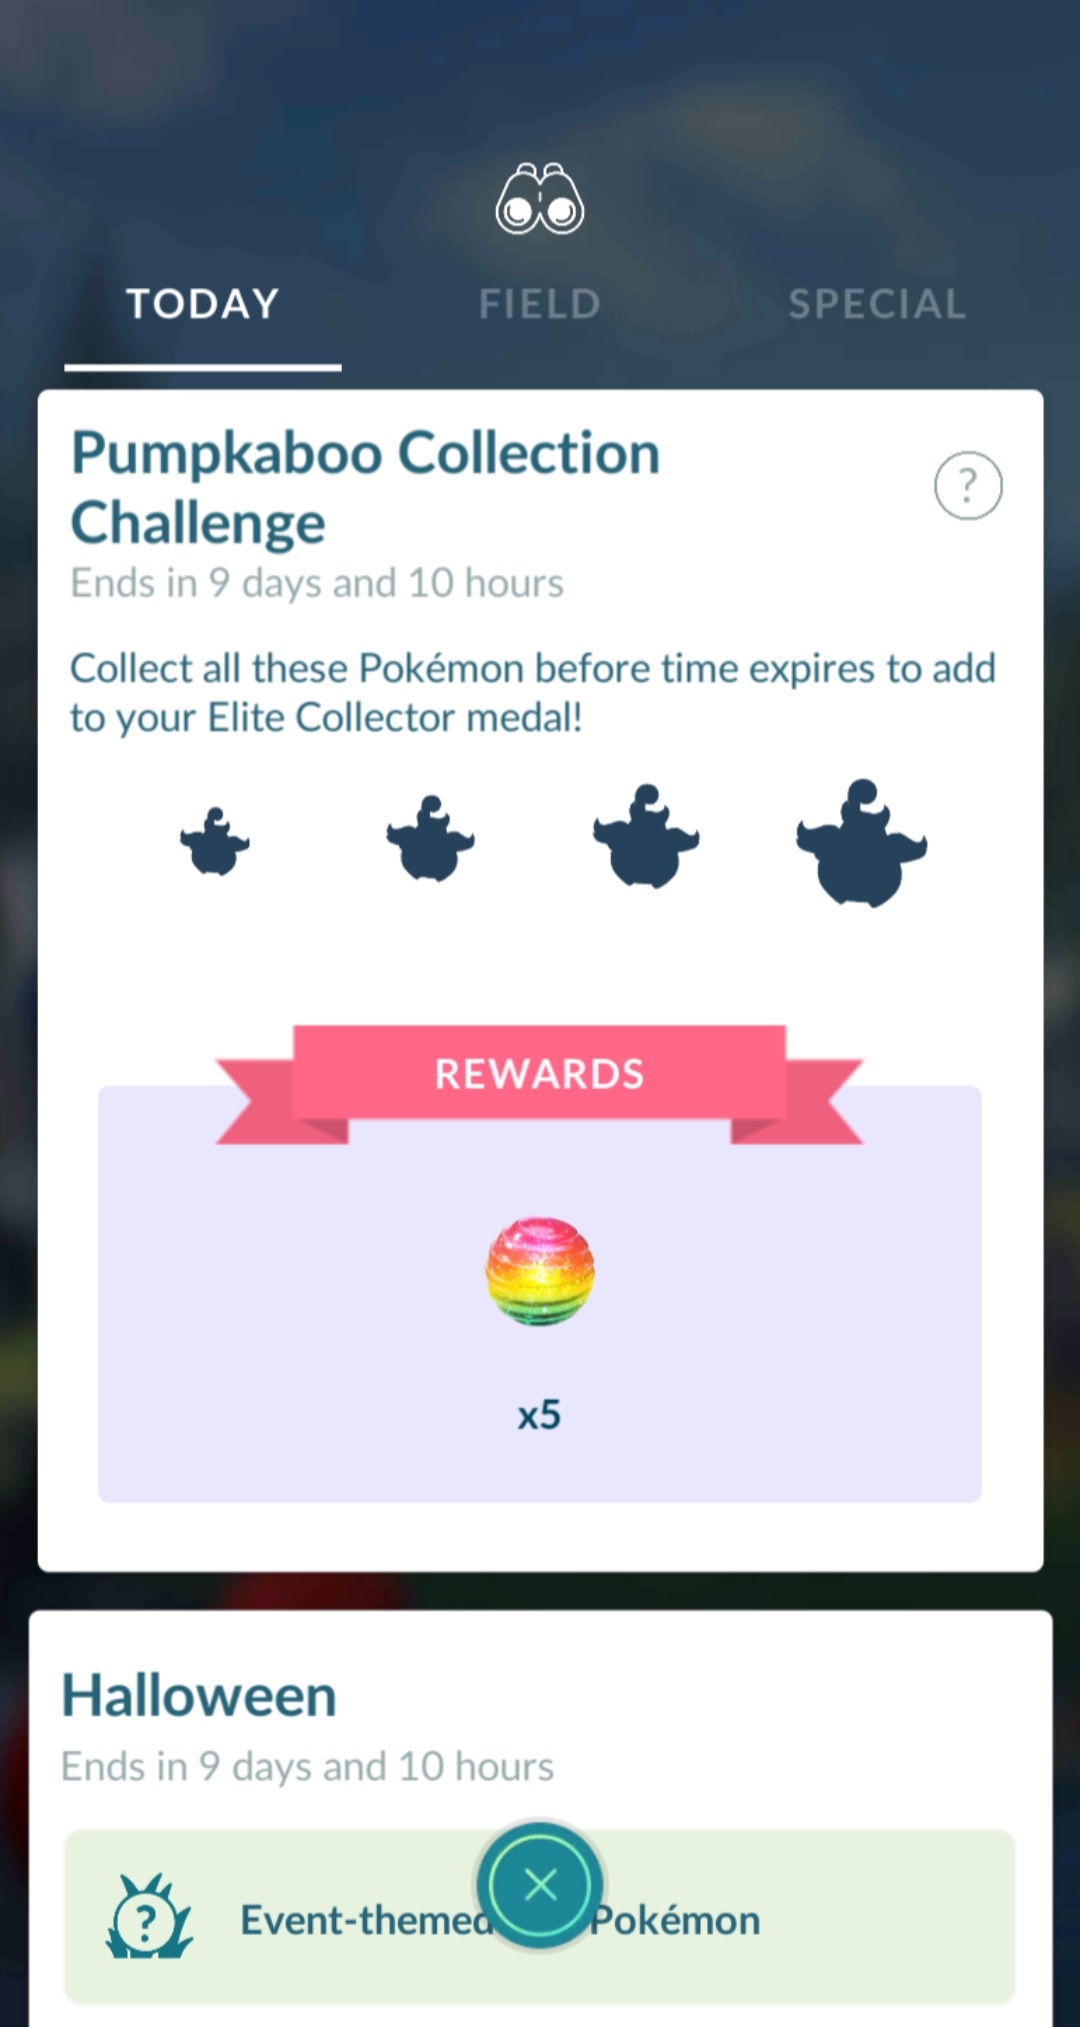 TODAY FIELD SPECIAL
Pumpkaboo Collection
Challenge
?
Ends in 9 days and 10 hours
Collect all these Pokémon before time expires to add
to your Elite Collector medal!
REWARDS
x5
Halloween
Ends in 9 days and 10 hours
? Event-themed Pokémon